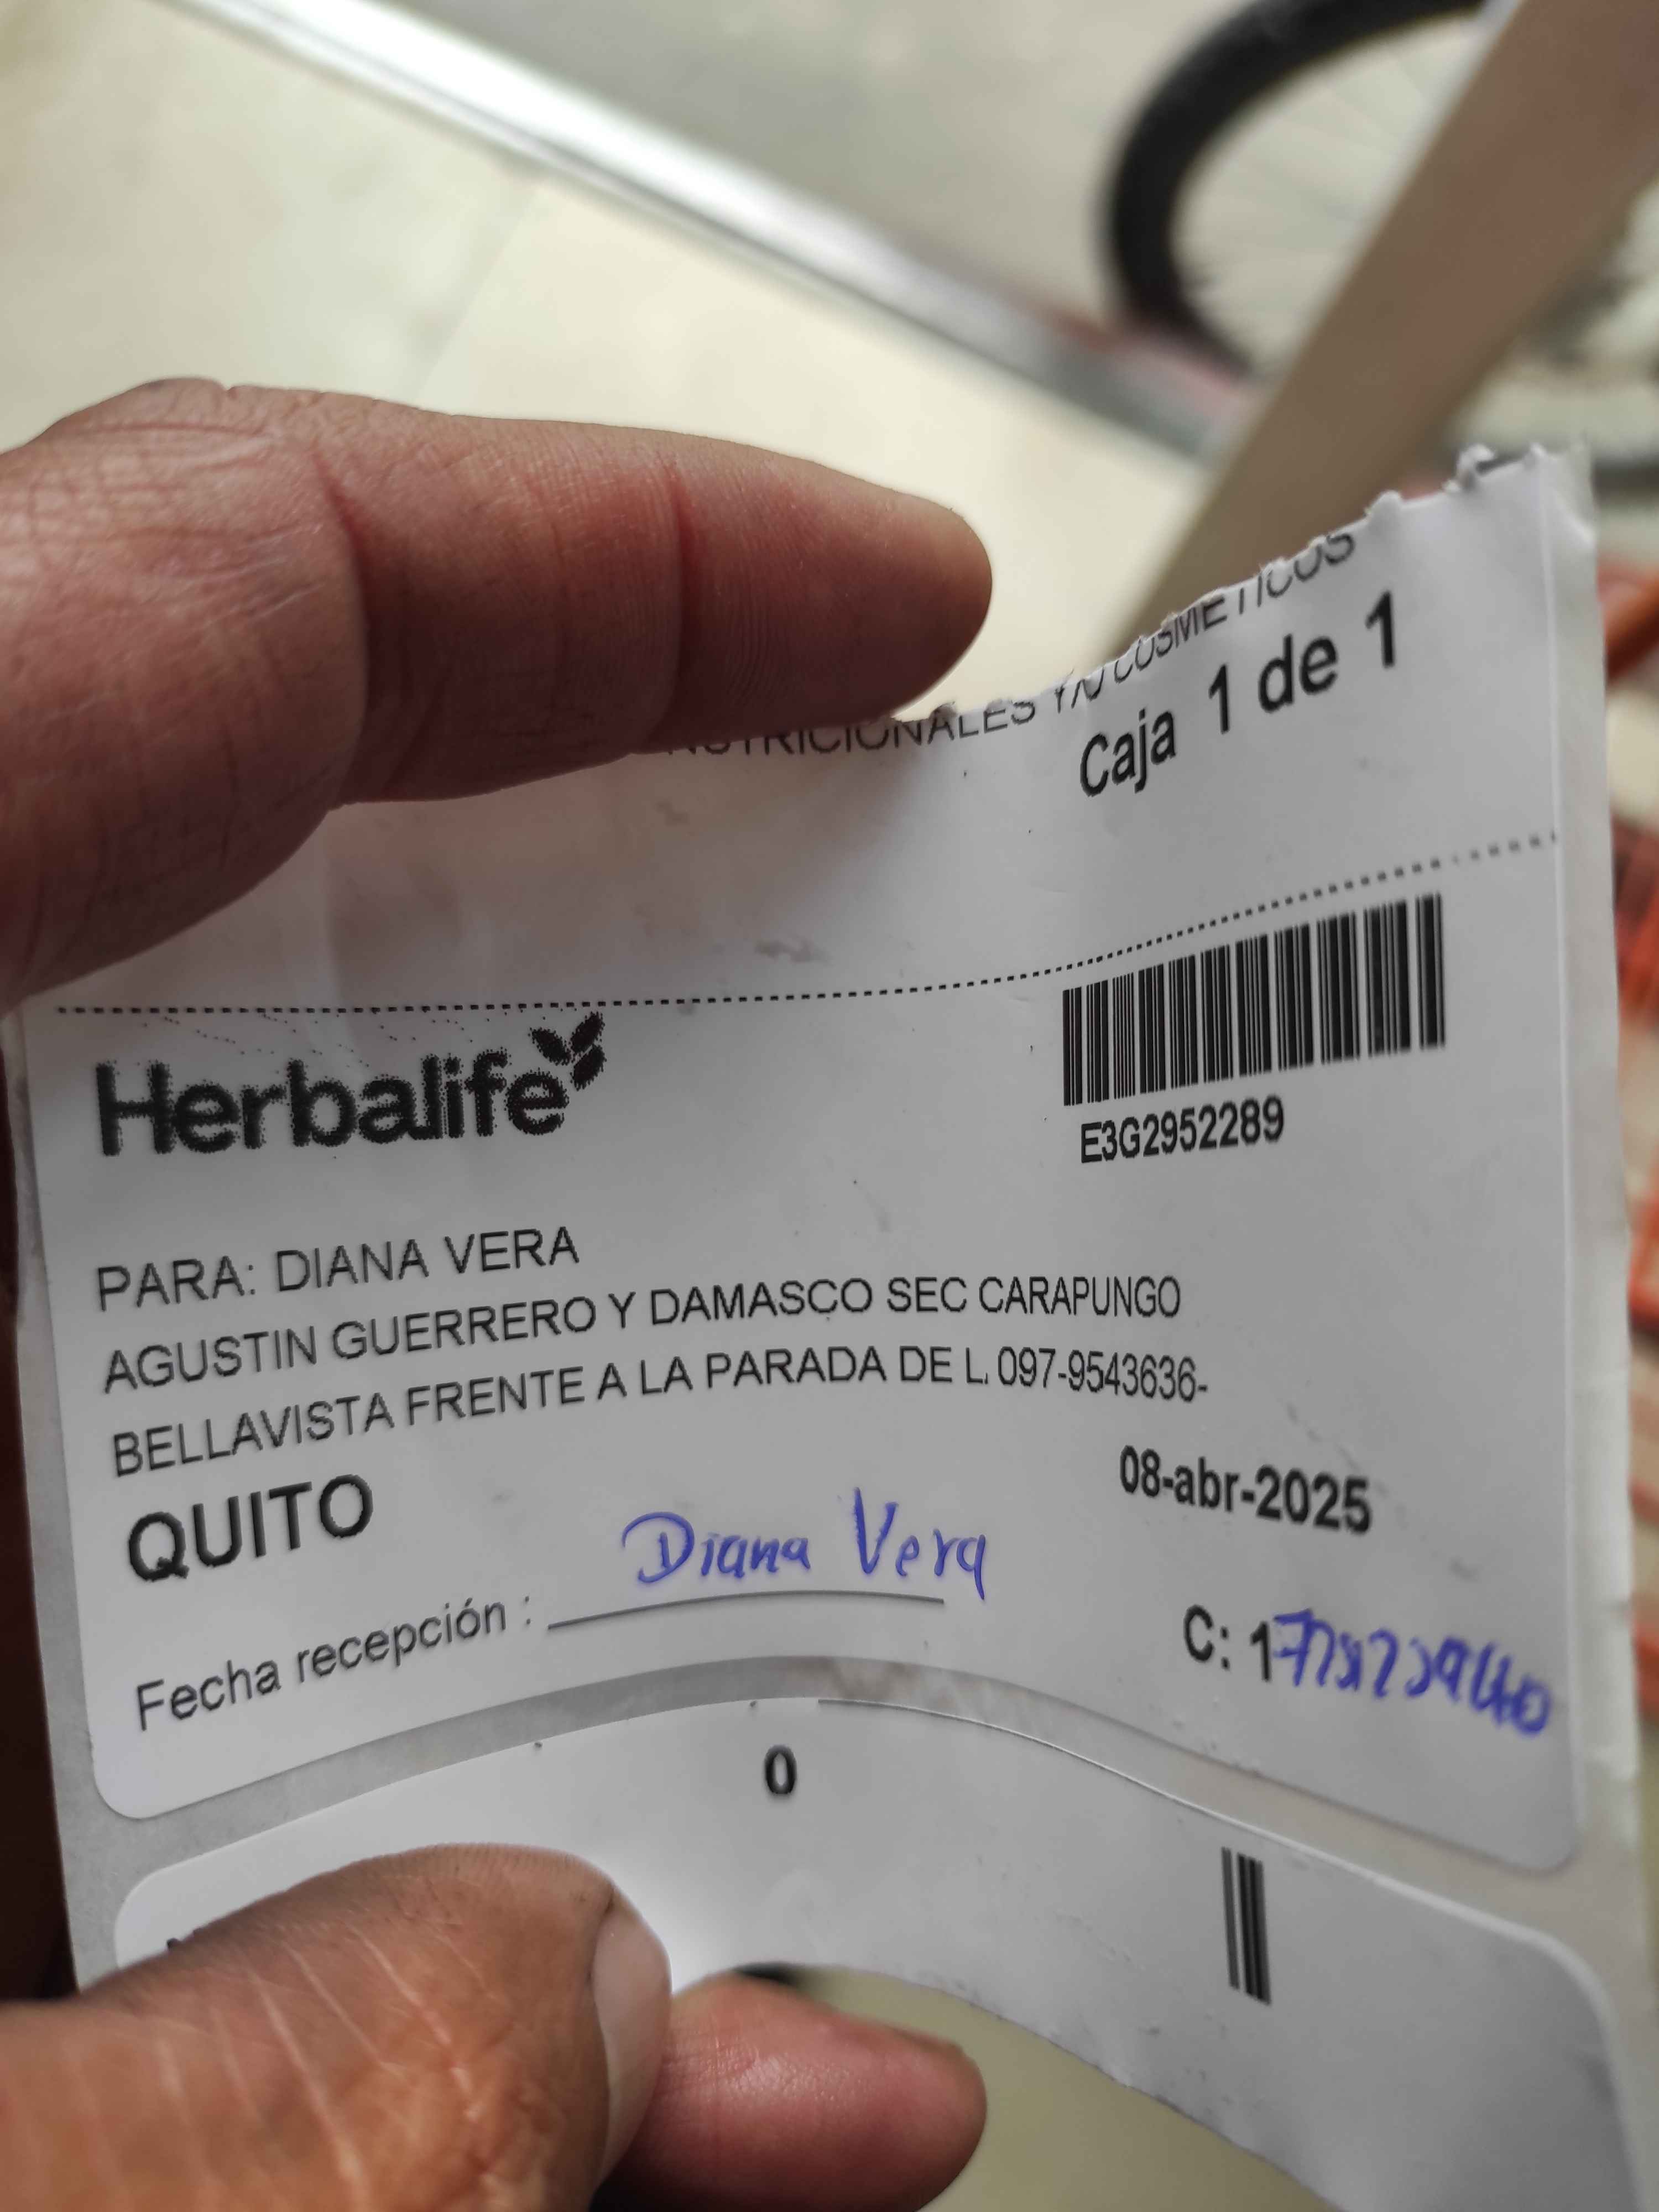 NUTRICIONALES Y/O COSMETICOS
Caja 1 de 1
Herbalife
E3G2952289
PARA: DIANA VERA
AGUSTIN GUERRERO Y DAMASCO SEC CARAPUNGO
BELLAVISTA FRENTE A LA PARADA DE L. 097-9543636-
QUITO
08-abr-2025
Fecha recepción : Diana Vera
C: 1
0